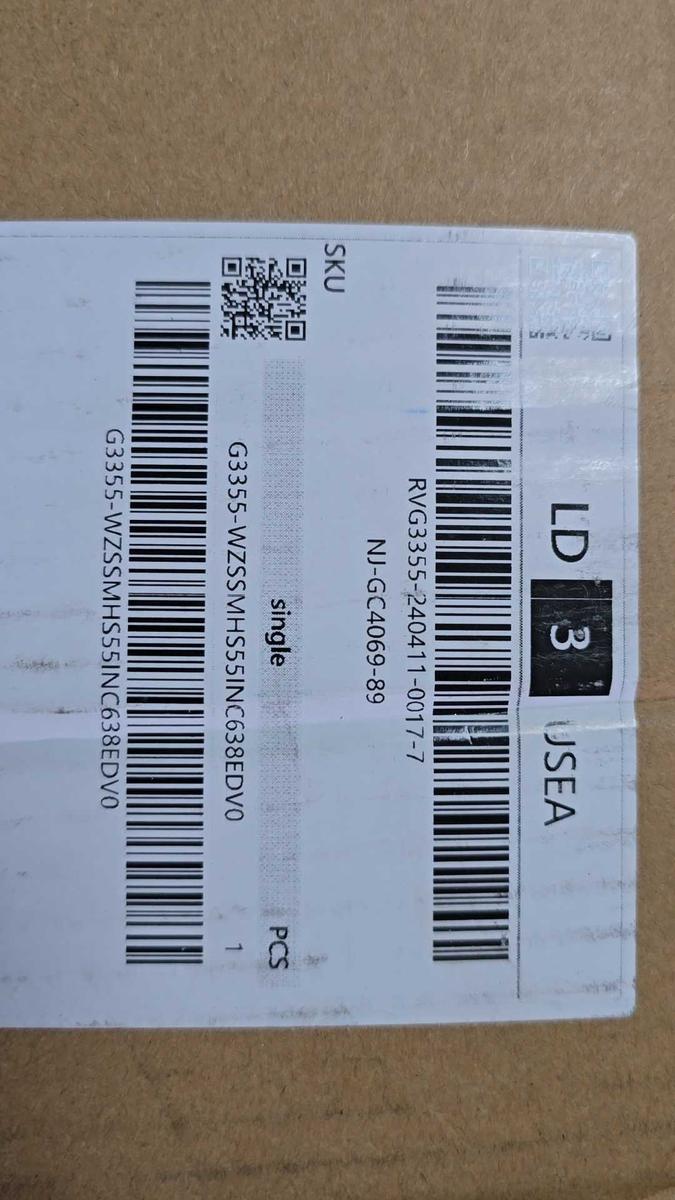 LD 3 USEA
RVG3355-240411-0017-7
NJ-GC4069-89
SKU single PCS
G3355-WZSSMHS55INC638EDV0 1
G3355-WZSSMHS55INC638EDV0